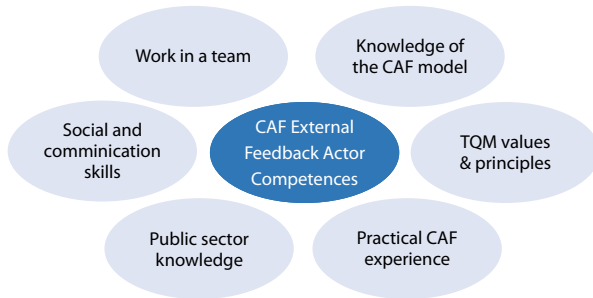 Work in a team
Knowledge of
the CAF model
Social and
comminication
skills
CAF External
Feedback Actor
Competences
TQM values
& principles
Public sector
knowledge
Practical CAF
experience